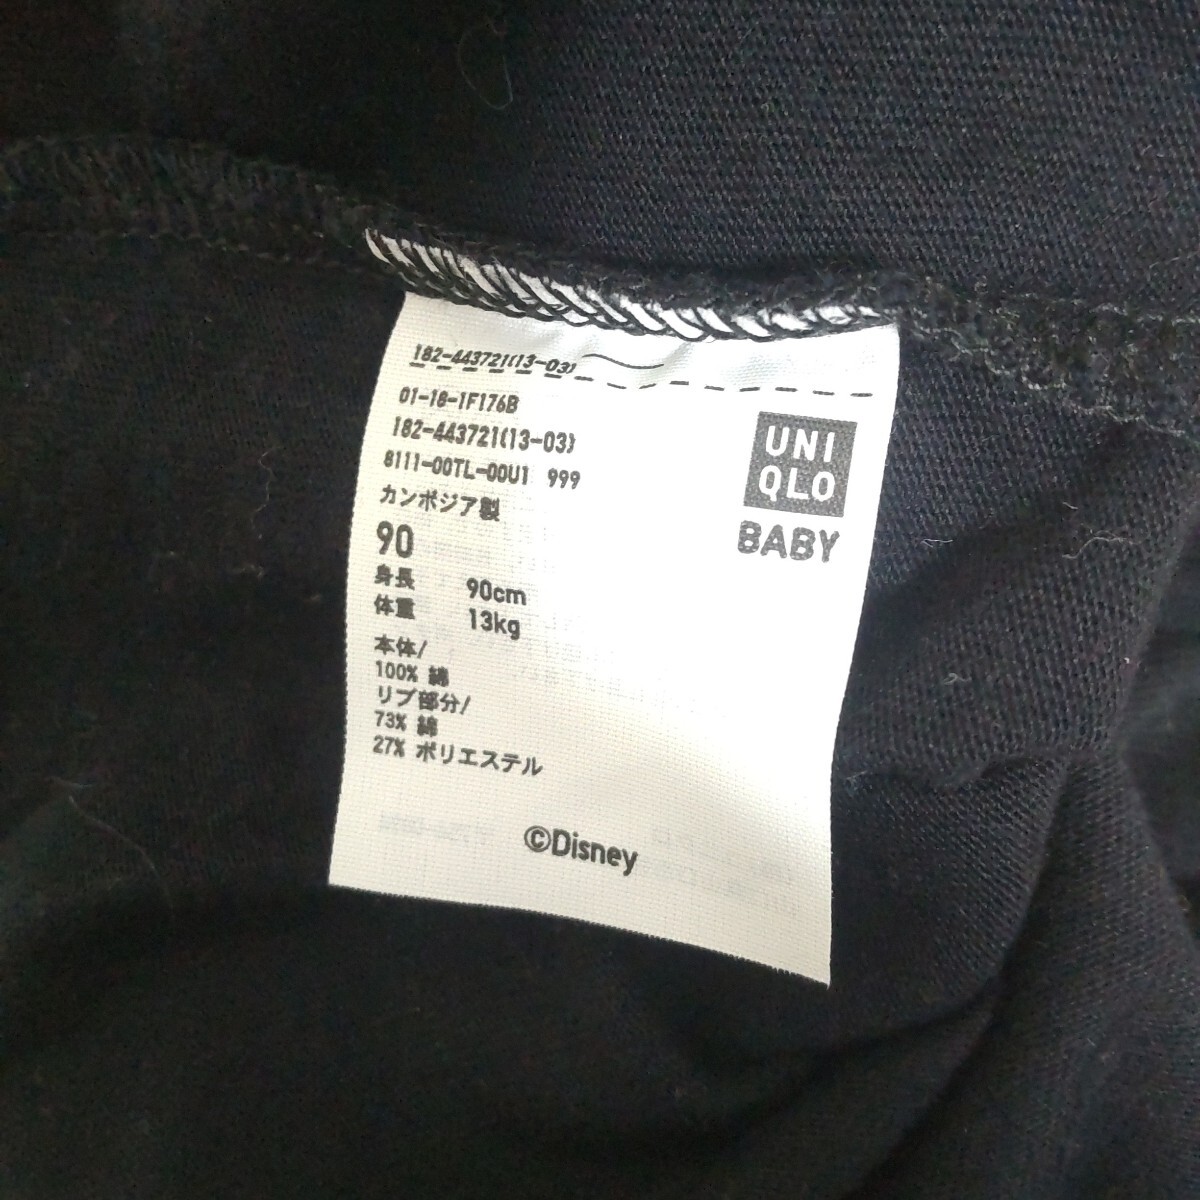 182-443721(13-03)
01-18-1F176B
182-443721(13-03)
8111-00TL-00U1 999
カンボジア製
90
身長 90cm
体重 13kg
本体/
100% 綿
リブ部分/
73% 綿
27% ポリエステル
UNI
QLO
BABY
©Disney